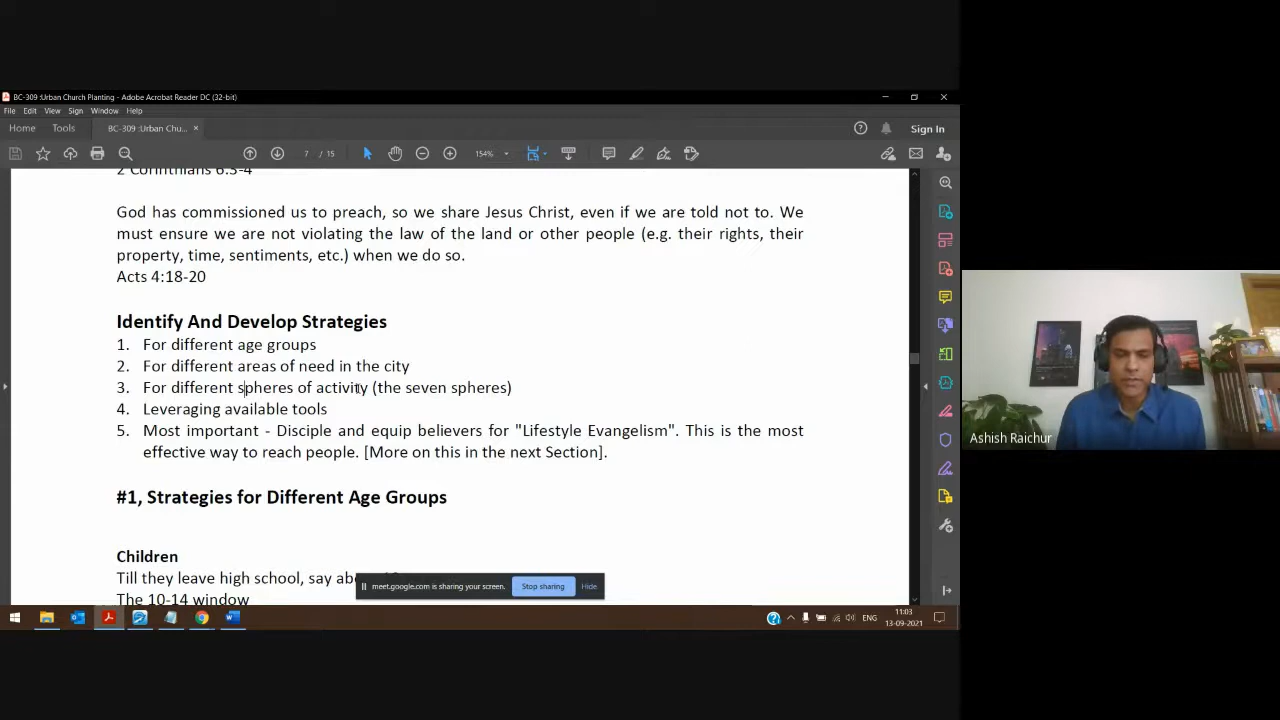 BC-309 :Urban Church Planting - Adobe Acrobat Reader DC (32-bit)
File Edit View Sign Window Help
Home Tools BC-309 :Urban Chu... × Sign In
7 / 15 154%
2 Corinthians 6:3-4
God has commissioned us to preach, so we share Jesus Christ, even if we are told not to. We
must ensure we are not violating the law of the land or other people (e.g. their rights, their
property, time, sentiments, etc.) when we do so.
Acts 4:18-20
Identify And Develop Strategies
1. For different age groups
2. For different areas of need in the city
3. For different spheres of activity (the seven spheres)
4. Leveraging available tools
5. Most important - Disciple and equip believers for "Lifestyle Evangelism". This is the most
effective way to reach people. [More on this in the next Section].
#1, Strategies for Different Age Groups
Children
Till they leave high school, say
The 10-14 window
meet.google.com is sharing your screen. Stop sharing Hide
Ashish Raichur
ENG
11:03
13-09-2021